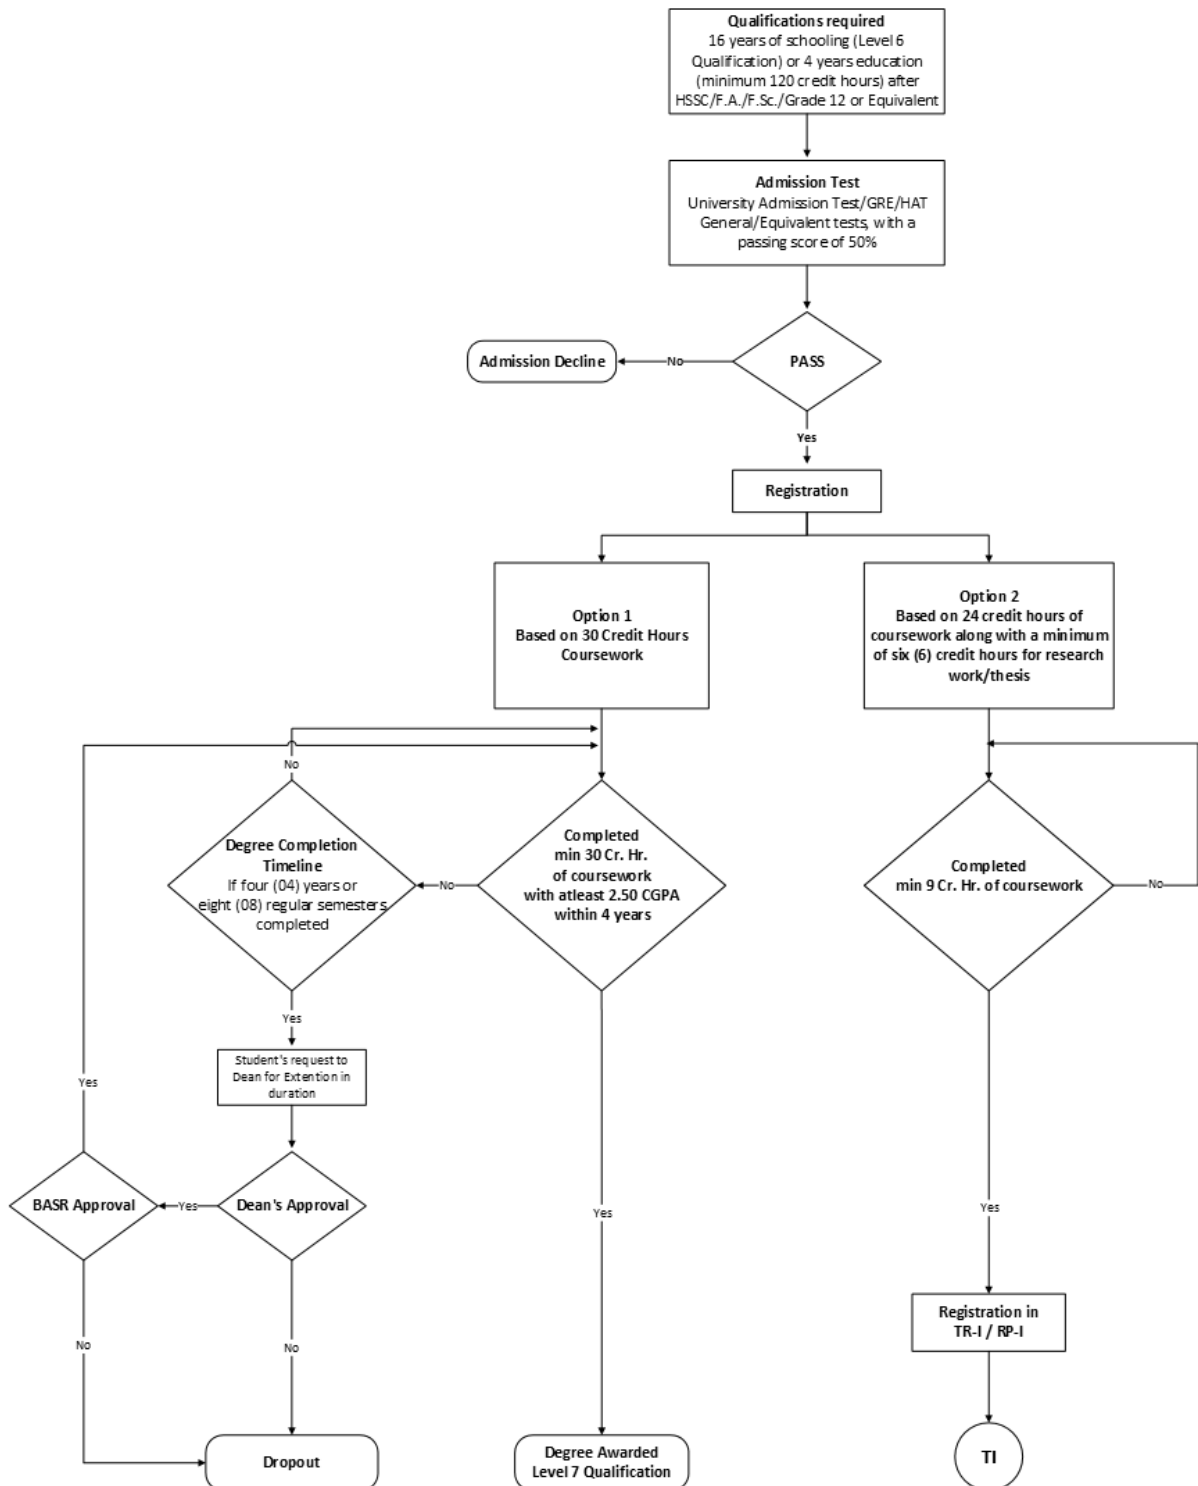 Qualifications required
16 years of schooling (Level 6
Qualification) or 4 years education
(minimum 120 credit hours) after
HSSC/F.A./F.Sc./Grade 12 or Equivalent
Admission Test
University Admission Test/GRE/HAT
General/Equivalent tests, with a
passing score of 50%
PASS
No
Admission Decline
Yes
Registration
Option 1
Based on 30 Credit Hours
Coursework
Option 2
Based on 24 credit hours of
coursework along with a minimum
of six (6) credit hours for research
work/thesis
No
Degree Completion
Timeline
If four (04) years or
eight (08) regular semesters
completed
No
Completed
min 30 Cr. Hr.
of coursework
with atleast 2.50 CGPA
within 4 years
Completed
min 9 Cr. Hr. of coursework
No
Yes
Student's request to
Dean for Extention in
duration
Yes
BASR Approval
Yes
Dean's Approval
Yes
Yes
No
No
Registration in
TR-I / RP-I
Dropout
Degree Awarded
Level 7 Qualification
TI